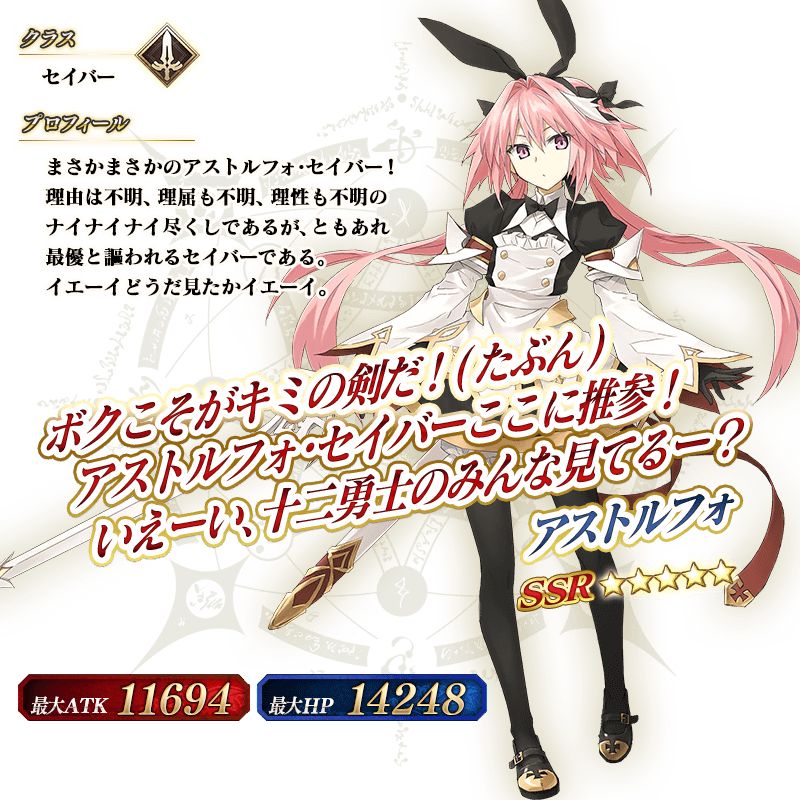 クラス
セイバー
プロフィール
まさかまさかのアストルフォ・セイバー！
理由は不明、理屈も不明、理性も不明の
ナイナイナイ尽くしであるが、ともあれ
最優と謳われるセイバーである。
イエーイどうだ見たかイエーイ。
ボクこそがキミの剣だ！(たぶん)
アストルフォ・セイバーここに推参！
いえーい、十二勇士のみんな見てるー？
アストルフォ
SSR ☆☆☆☆☆
最大ATK 11694
最大HP 14248